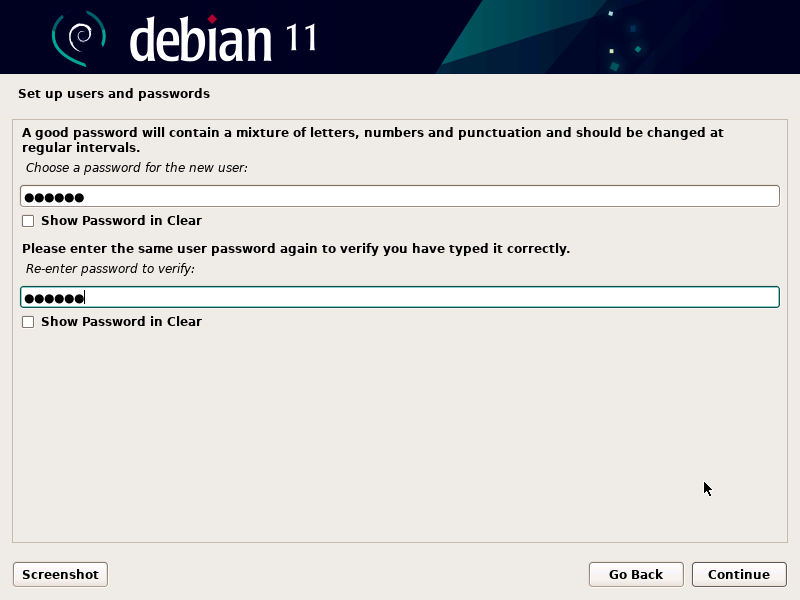 debian 11
Set up users and passwords
A good password will contain a mixture of letters, numbers and punctuation and should be changed at
regular intervals.
Choose a password for the new user:
●●●●●●
Show Password in Clear
Please enter the same user password again to verify you have typed it correctly.
Re-enter password to verify:
●●●●●●
Show Password in Clear
Screenshot
Go Back
Continue